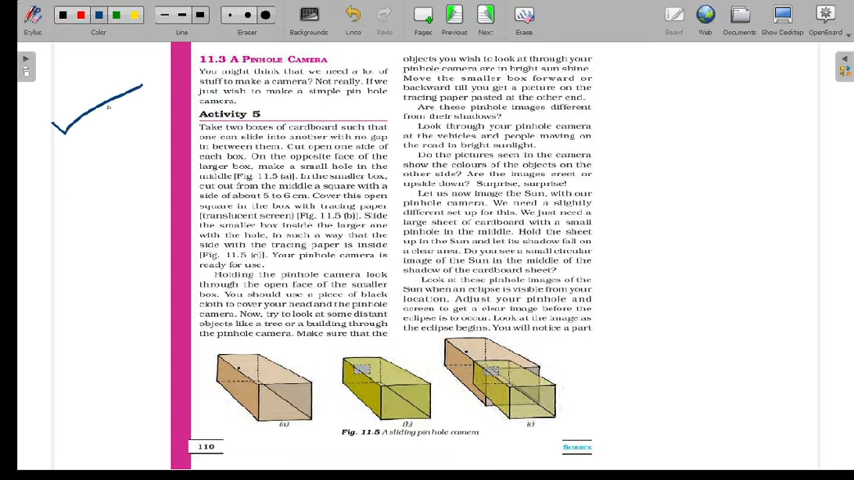 Stylus
Color
Line
Eraser
Backgrounds
Undo
Redo
Pages
Previous
Next
Erase
Board
Web
Documents
Show Desktop
OpenBoard
11.3 A PINHOLE CAMERA
You might think that we need a lot of
stuff to make a camera? Not really. If we
just wish to make a simple pin hole
camera.
Activity 5
Take two boxes of cardboard such that
one can slide into another with no gap
in between them. Cut open one side of
each box. On the opposite face of the
larger box, make a small hole in the
middle [Fig. 11.5 (a)]. In the smaller box,
cut out from the middle a square with a
side of about 5 to 6 cm. Cover this open
square in the box with tracing paper
(translucent screen) [Fig. 11.5 (b)]. Slide
the smaller box inside the larger one
with the hole, in such a way that the
side with the tracing paper is inside
[Fig. 11.5 (c)]. Your pinhole camera is
ready for use.
Holding the pinhole camera look
through the open face of the smaller
box. You should use a piece of black
cloth to cover your head and the pinhole
camera. Now, try to look at some distant
objects like a tree or a building through
the pinhole camera. Make sure that the
objects you wish to look at through your
pinhole camera are in bright sun shine.
Move the smaller box forward or
backward till you get a picture on the
tracing paper pasted at the other end.
Are these pinhole images different
from their shadows?
Look through your pinhole camera
at the vehicles and people moving on
the road in bright sunlight.
Do the pictures seen in the camera
show the colours of the objects on the
other side? Are the images erect or
upside down? Surprise, surprise!
Let us now image the Sun, with our
pinhole camera. We need a slightly
different set up for this. We just need a
large sheet of cardboard with a small
pinhole in the middle. Hold the sheet
up in the Sun and let its shadow fall on
a clear area. Do you see a small circular
image of the Sun in the middle of the
shadow of the cardboard sheet?
Look at these pinhole images of the
Sun when an eclipse is visible from your
location. Adjust your pinhole and
screen to get a clear image before the
eclipse is to occur. Look at the image as
the eclipse begins. You will notice a part
(a)
(b)
(c)
Fig. 11.5 A sliding pin hole camera
110
SCIENCE